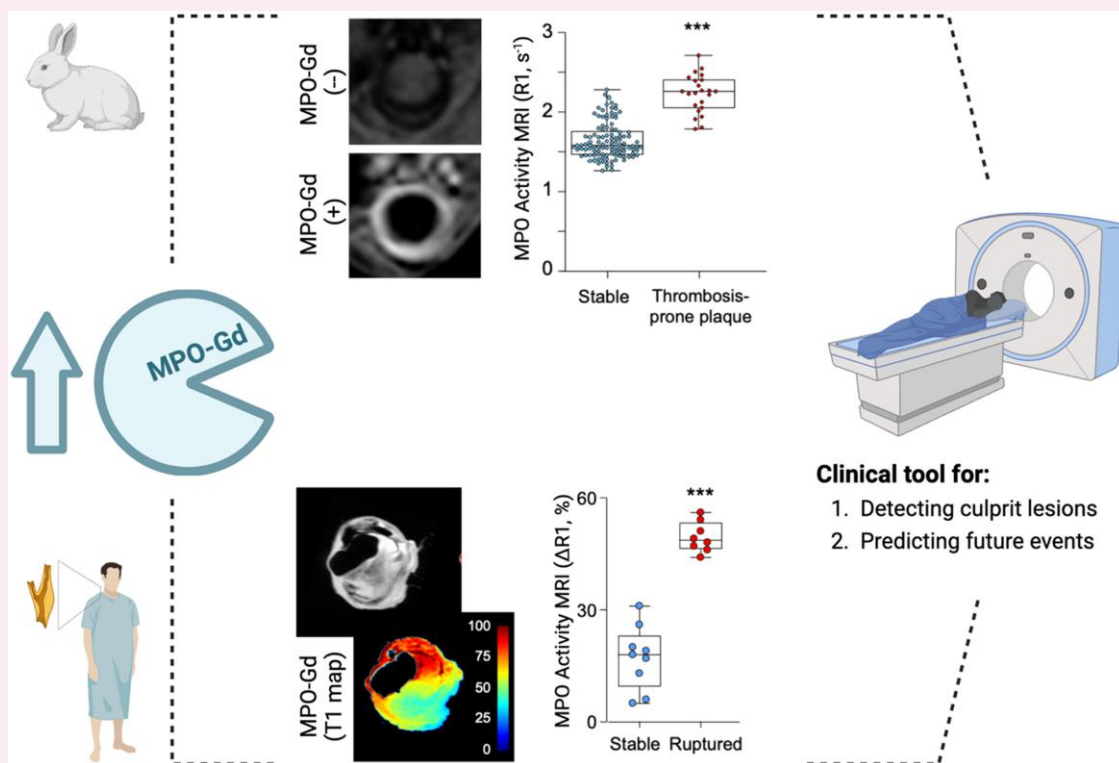 MPO-Gd
(–)
MPO-Gd
(+)
MPO Activity MRI (R1, s⁻¹)
3
2
1
0
***
Stable
Thrombosis-
prone plaque
MPO-Gd
Clinical tool for:
1. Detecting culprit lesions
2. Predicting future events
MPO-Gd
(T1 map)
100
75
50
25
0
MPO Activity MRI (ΔR1, %)
60
30
0
***
Stable
Ruptured